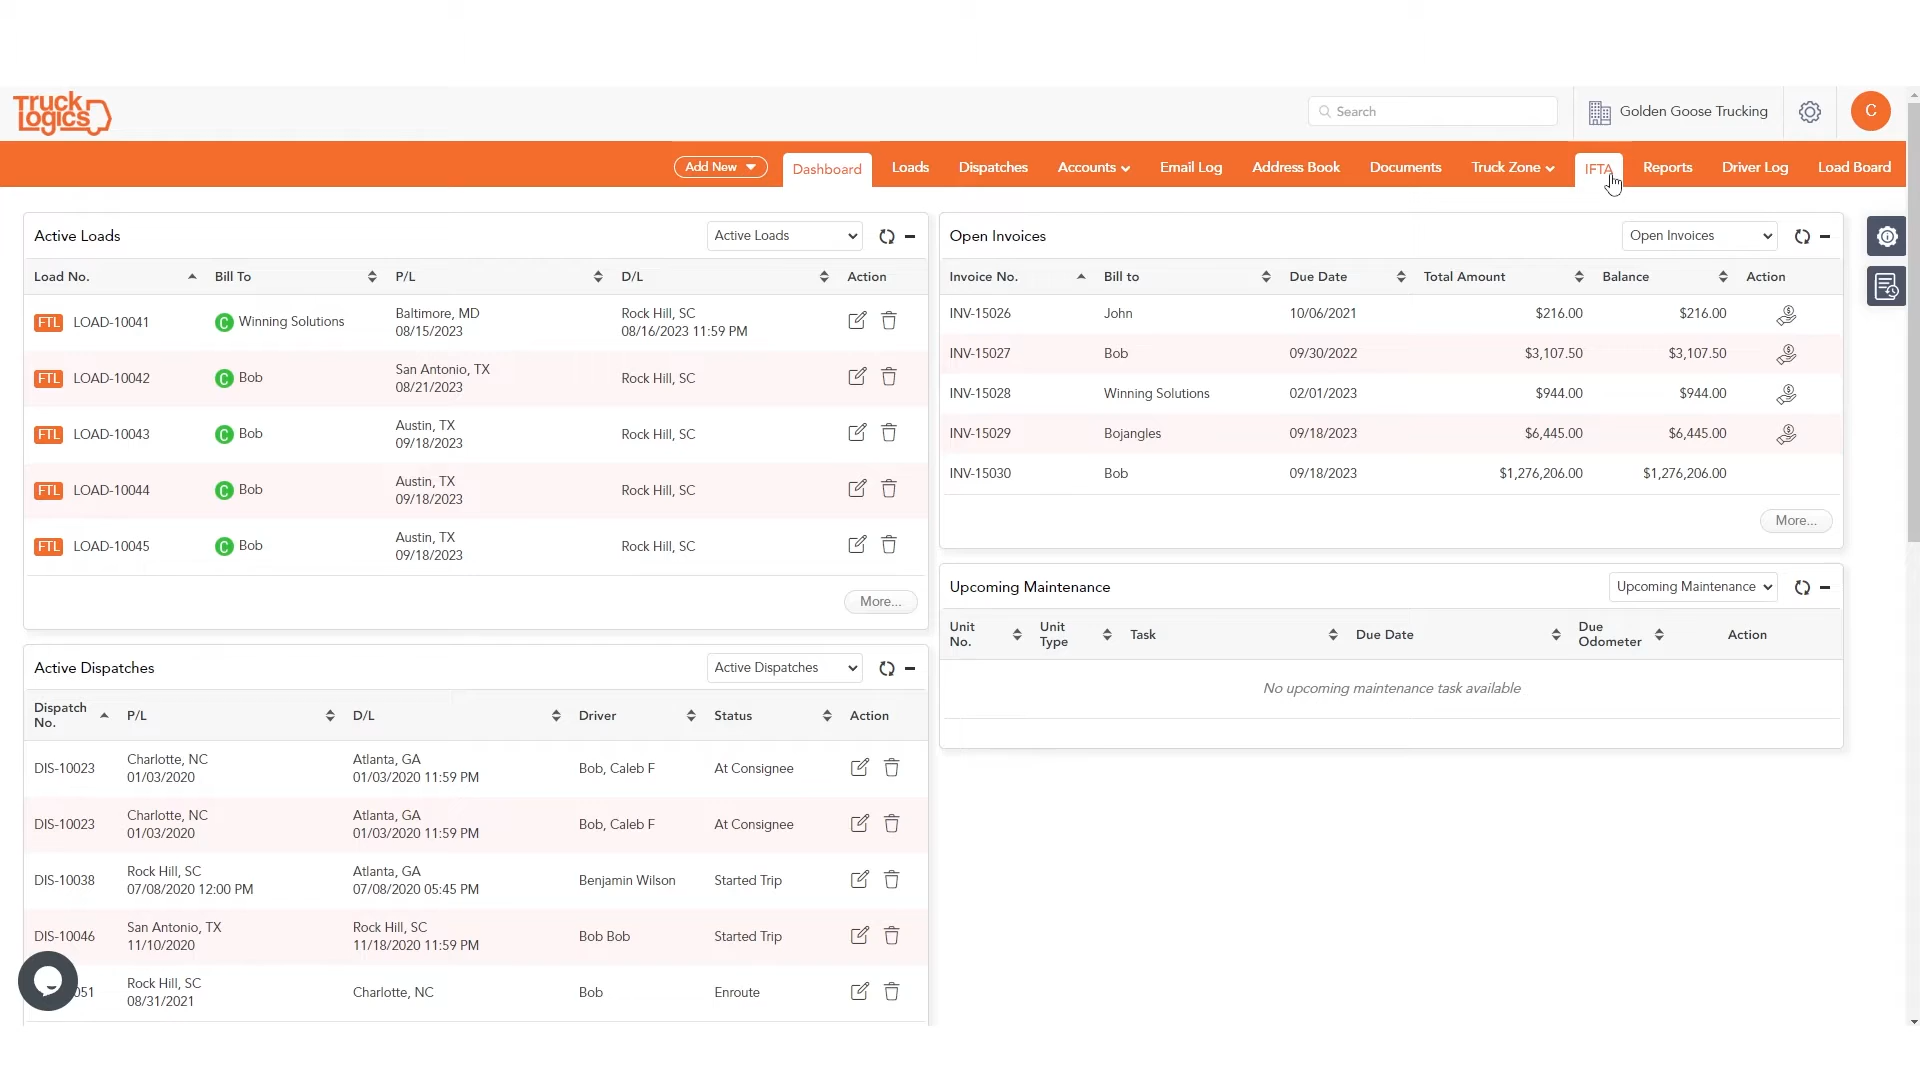 Truck
Logics
Search
Golden Goose Trucking
C
Add New
Dashboard
Loads
Dispatches
Accounts
Email Log
Address Book
Documents
Truck Zone
IFTA
Reports
Driver Log
Load Board
Active Loads
Active Loads
Load No.
Bill To
P/L
D/L
Action
FTL LOAD-10041
C Winning Solutions
Baltimore, MD
08/15/2023
Rock Hill, SC
08/16/2023 11:59 PM
FTL LOAD-10042
C Bob
San Antonio, TX
08/21/2023
Rock Hill, SC
FTL LOAD-10043
C Bob
Austin, TX
09/18/2023
Rock Hill, SC
FTL LOAD-10044
C Bob
Austin, TX
09/18/2023
Rock Hill, SC
FTL LOAD-10045
C Bob
Austin, TX
09/18/2023
Rock Hill, SC
More...
Active Dispatches
Active Dispatches
Dispatch
No.
P/L
D/L
Driver
Status
Action
DIS-10023
Charlotte, NC
01/03/2020
Atlanta, GA
01/03/2020 11:59 PM
Bob, Caleb F
At Consignee
DIS-10023
Charlotte, NC
01/03/2020
Atlanta, GA
01/03/2020 11:59 PM
Bob, Caleb F
At Consignee
DIS-10038
Rock Hill, SC
07/08/2020 12:00 PM
Atlanta, GA
07/08/2020 05:45 PM
Benjamin Wilson
Started Trip
DIS-10046
San Antonio, TX
11/10/2020
Rock Hill, SC
11/18/2020 11:59 PM
Bob Bob
Started Trip
051
Rock Hill, SC
08/31/2021
Charlotte, NC
Bob
Enroute
Open Invoices
Open Invoices
Invoice No.
Bill to
Due Date
Total Amount
Balance
Action
INV-15026
John
10/06/2021
$216.00
$216.00
INV-15027
Bob
09/30/2022
$3,107.50
$3,107.50
INV-15028
Winning Solutions
02/01/2023
$944.00
$944.00
INV-15029
Bojangles
09/18/2023
$6,445.00
$6,445.00
INV-15030
Bob
09/18/2023
$1,276,206.00
$1,276,206.00
More...
Upcoming Maintenance
Upcoming Maintenance
Unit
No.
Unit
Type
Task
Due Date
Due
Odometer
Action
No upcoming maintenance task available